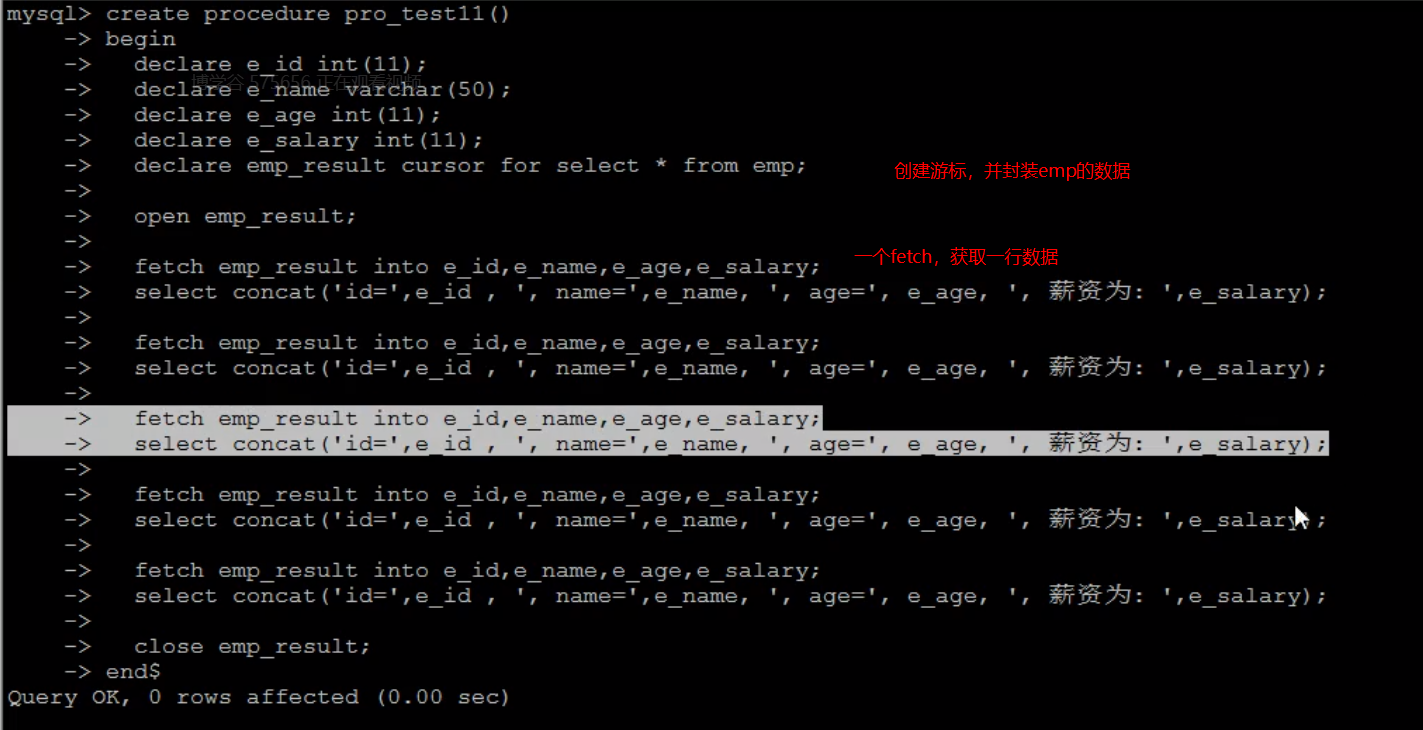 mysql> create procedure pro_test11()
-> begin
-> declare e_id int(11);
博学谷 575656 正在观看视频
-> declare e_name varchar(50);
-> declare e_age int(11);
-> declare e_salary int(11);
-> declare emp_result cursor for select * from emp;
创建游标，并封装emp的数据
->
-> open emp_result;
->
一个fetch，获取一行数据
-> fetch emp_result into e_id,e_name,e_age,e_salary;
-> select concat('id=',e_id , ', name=',e_name, ', age=', e_age, ', 薪资为: ',e_salary);
->
-> fetch emp_result into e_id,e_name,e_age,e_salary;
-> select concat('id=',e_id , ', name=',e_name, ', age=', e_age, ', 薪资为: ',e_salary);
->
-> fetch emp_result into e_id,e_name,e_age,e_salary;
-> select concat('id=',e_id , ', name=',e_name, ', age=', e_age, ', 薪资为: ',e_salary);
->
-> fetch emp_result into e_id,e_name,e_age,e_salary;
-> select concat('id=',e_id , ', name=',e_name, ', age=', e_age, ', 薪资为: ',e_salary);
->
-> fetch emp_result into e_id,e_name,e_age,e_salary;
-> select concat('id=',e_id , ', name=',e_name, ', age=', e_age, ', 薪资为: ',e_salary);
->
-> close emp_result;
-> end$
Query OK, 0 rows affected (0.00 sec)